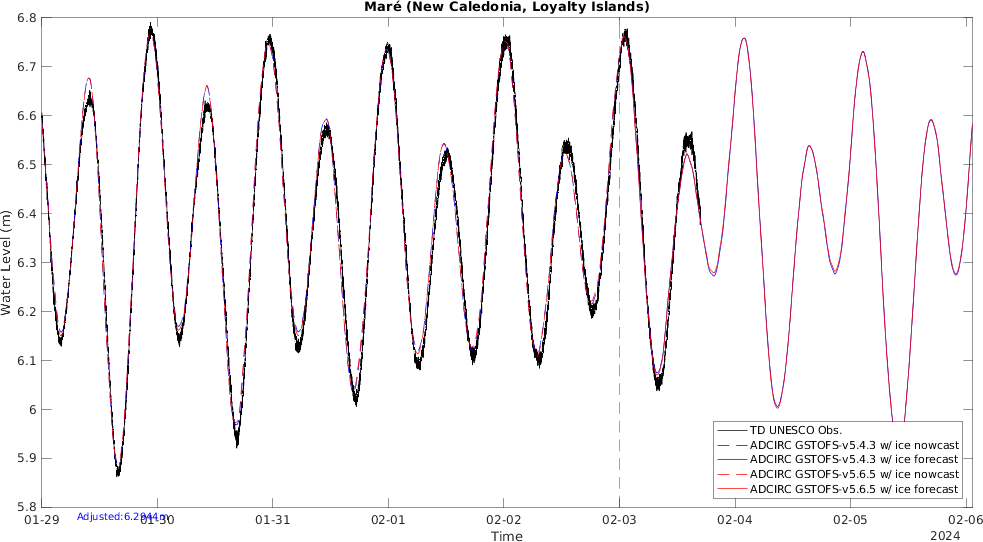 Maré (New Caledonia, Loyalty Islands)
6.8
6.7
6.6
6.5
6.4
6.3
6.2
6.1
6
5.9
5.8
Water Level (m)
TD UNESCO Obs.
ADCIRC GSTOFS-v5.4.3 w/ ice nowcast
ADCIRC GSTOFS-v5.4.3 w/ ice forecast
ADCIRC GSTOFS-v5.6.5 w/ ice nowcast
ADCIRC GSTOFS-v5.6.5 w/ ice forecast
01-29 01-30 01-31 02-01 02-02 02-03 02-04 02-05 02-06
Adjusted:6.2944m
Time
2024